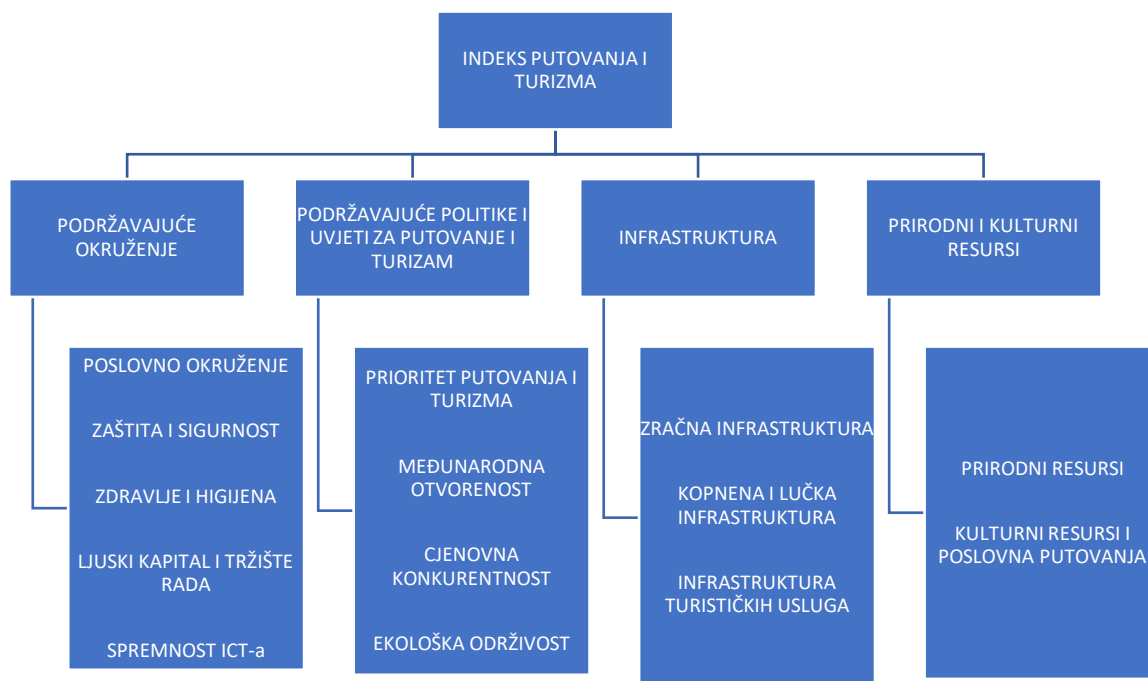 INDEKS PUTOVANJA I
TURIZMA
PODRŽAVAJUĆE
OKRUŽENJE
PODRŽAVAJUĆE POLITIKE I
UVJETI ZA PUTOVANJE I
TURIZAM
INFRASTRUKTURA
PRIRODNI I KULTURNI
RESURSI
POSLOVNO OKRUŽENJE
ZAŠTITA I SIGURNOST
ZDRAVLJE I HIGIJENA
LJUSKI KAPITAL I TRŽIŠTE
RADA
SPREMNOST ICT-a
PRIORITET PUTOVANJA I
TURIZMA
MEĐUNARODNA
OTVORENOST
CJENOVNA
KONKURENTNOST
EKOLOŠKA ODRŽIVOST
ZRAČNA INFRASTRUKTURA
KOPNENA I LUČKA
INFRASTRUKTURA
INFRASTRUKTURA
TURISTIČKIH USLUGA
PRIRODNI RESURSI
KULTURNI RESURSI I
POSLOVNA PUTOVANJA